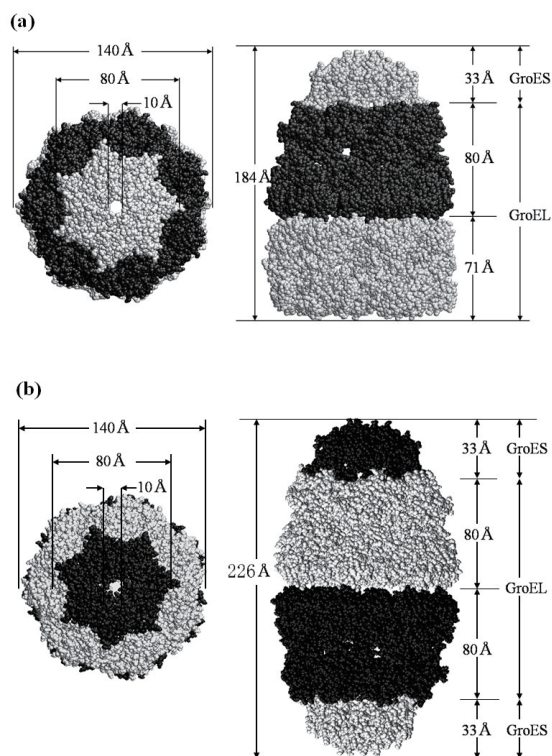 (a)
140 Å
80 Å
10 Å
184 Å
33 Å
GroES
80 Å
GroEL
71 Å
(b)
140 Å
80 Å
10 Å
226 Å
33 Å
GroES
80 Å
GroEL
80 Å
33 Å
GroES